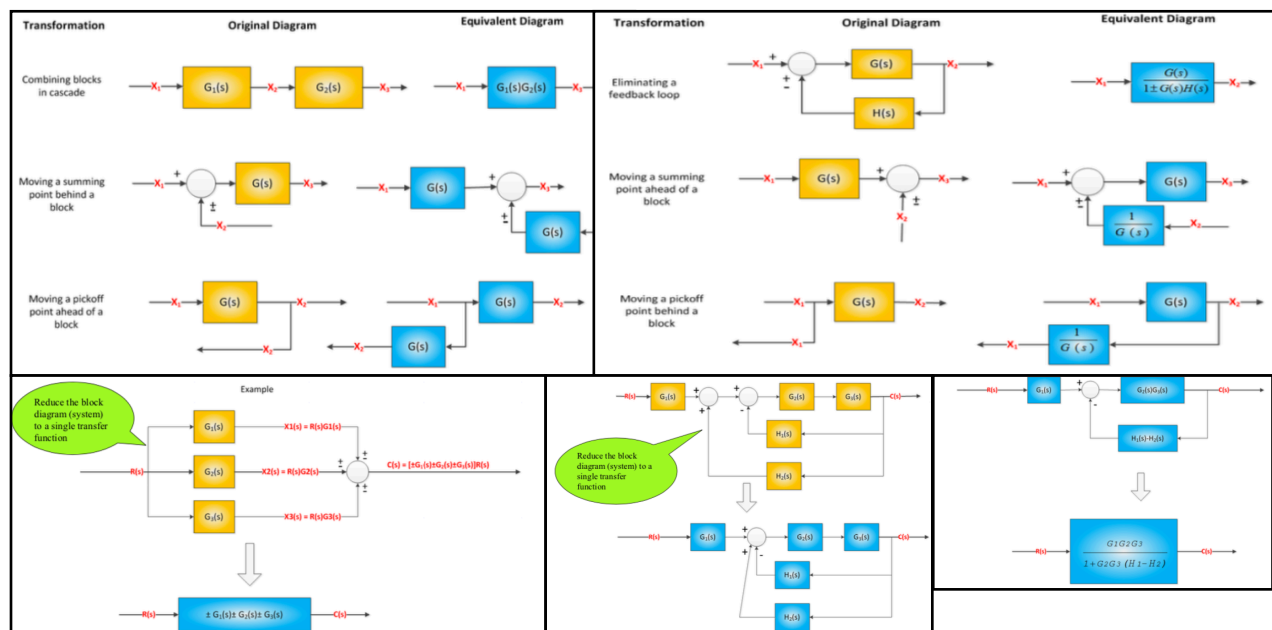 Transformation Original Diagram Equivalent Diagram
Combining blocks
in cascade
X₁ G₁(s) X₂ G₂(s) X₃ X₁ G₁(s)G₂(s) X₃
Moving a summing
point behind a
block
X₁ + G(s) X₃ ± X₂ X₁ G(s) + X₃ ± G(s)
Moving a pickoff
point ahead of a
block
X₁ G(s) X₂ X₂ X₁ G(s) X₂ X₂ G(s)
Transformation Original Diagram Equivalent Diagram
Eliminating a
feedback loop
X₁ + G(s) X₂ + - H(s) X₁ G(s) / 1 ± G(s)H(s) X₂
Moving a summing
point ahead of a
block
X₁ G(s) + X₃ ± X₂ X₁ + G(s) X₃ + - 1 / G (s) X₂
Moving a pickoff
point behind a
block
X₁ G(s) X₂ X₁ X₁ G(s) X₂ X₁ 1 / G (s)
Example
Reduce the block
diagram (system)
to a single transfer
function
G₁(s) X1(s) = R(s)G1(s) ±
R(s) G₂(s) X2(s) = R(s)G2(s) ± C(s) = [±G₁(s)±G₂(s)±G₃(s)]R(s)
G₃(s) X3(s) = R(s)G3(s) ±
R(s) ± G₁(s)± G₂(s)± G₃(s) C(s)
R(s) G₁(s) + + G₂(s) G₃(s) C(s)
+ -
H₁(s)
H₂(s)
Reduce the block
diagram (system) to a
single transfer
function
R(s) G₁(s) + G₂(s) G₃(s) C(s)
+ -
H₁(s)
H₂(s)
R(s) G₁(s) + G₂(s)G₃(s) C(s)
-
H₁(s)-H₂(s)
R(s) G1G2G3 / 1+G2G3 (H1-H2) C(s)